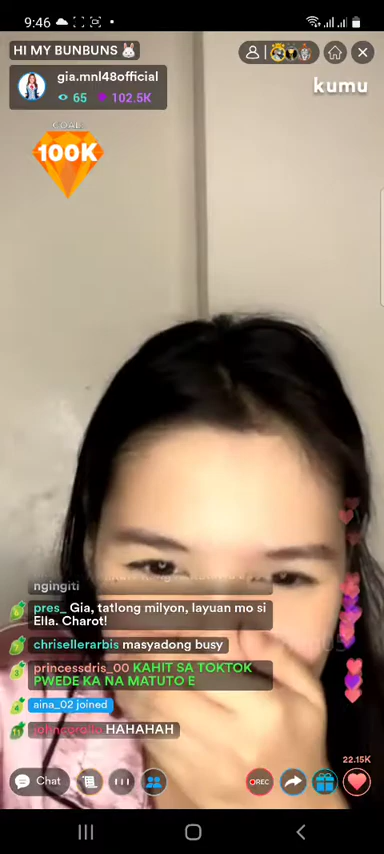 9:46
HI MY BUNBUNS 🐰
gia.mnl48official
65 102.5K
kumu
GOAL:
100K
ngingiti
pres_ Gia, tatlong milyon, layuan mo si
Ella. Charot!
chrisellerarbis masyadong busy
princessdris_00 KAHIT SA TOKTOK
PWEDE KA NA MATUTO E
aina_02 joined
HAHAHAH
22.15K
Chat
REC